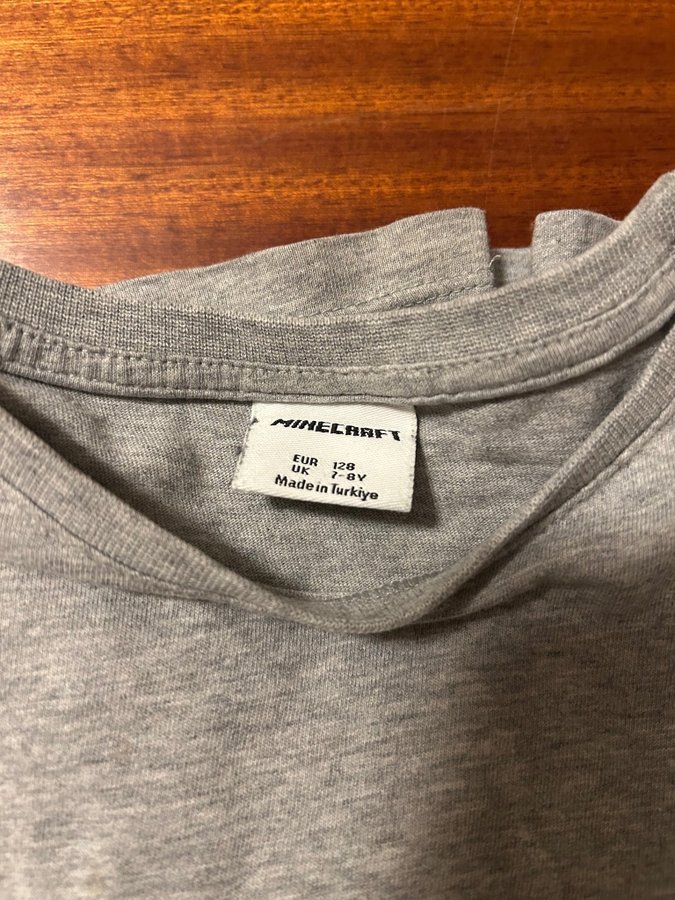 MINECRAFT
EUR 128
UK 7-8Y
Made in Turkiye